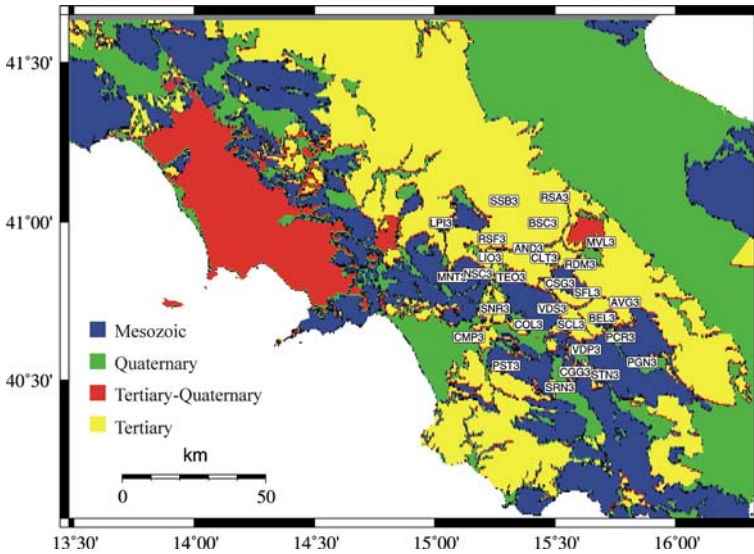 41°30'
41°00'
40°30'
SSB3
RSA3
LPI3
BSC3
RSF3
AND3
MVL3
LIO3
CLT3
RDM3
MNT3
NSC3
TEO3
CSG3
SFL3
SNR3
VDS3
AVG3
COL3
SCL3
BEL3
CMP3
PCR3
VDP3
PST3
CGG3
STN3
PGN3
SRN3
Mesozoic
Quaternary
Tertiary-Quaternary
Tertiary
km
0 50
13°30'
14°00'
14°30'
15°00'
15°30'
16°00'